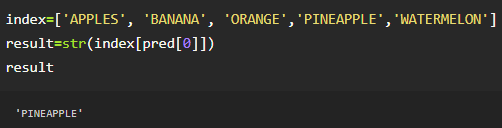 index=['APPLES', 'BANANA', 'ORANGE','PINEAPPLE','WATERMELON']
result=str(index[pred[0]])
result
'PINEAPPLE'